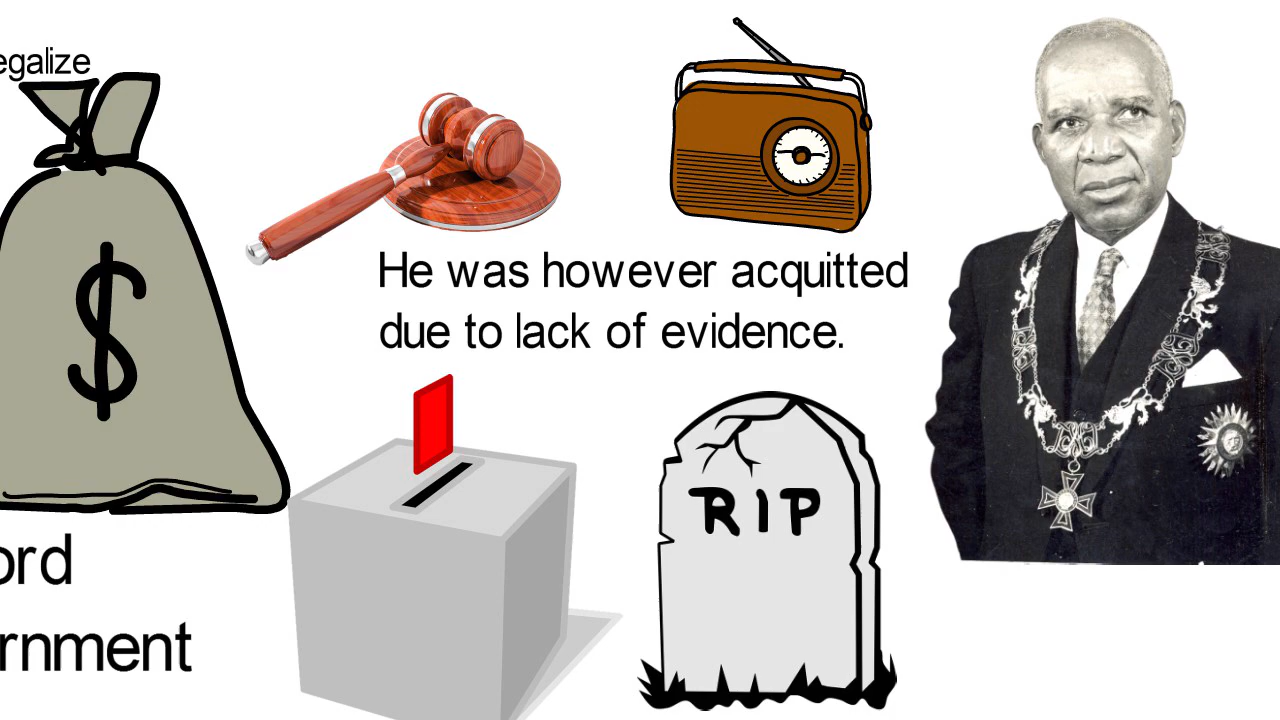 egalize
$
He was however acquitted
due to lack of evidence.
RIP
ord
rnment